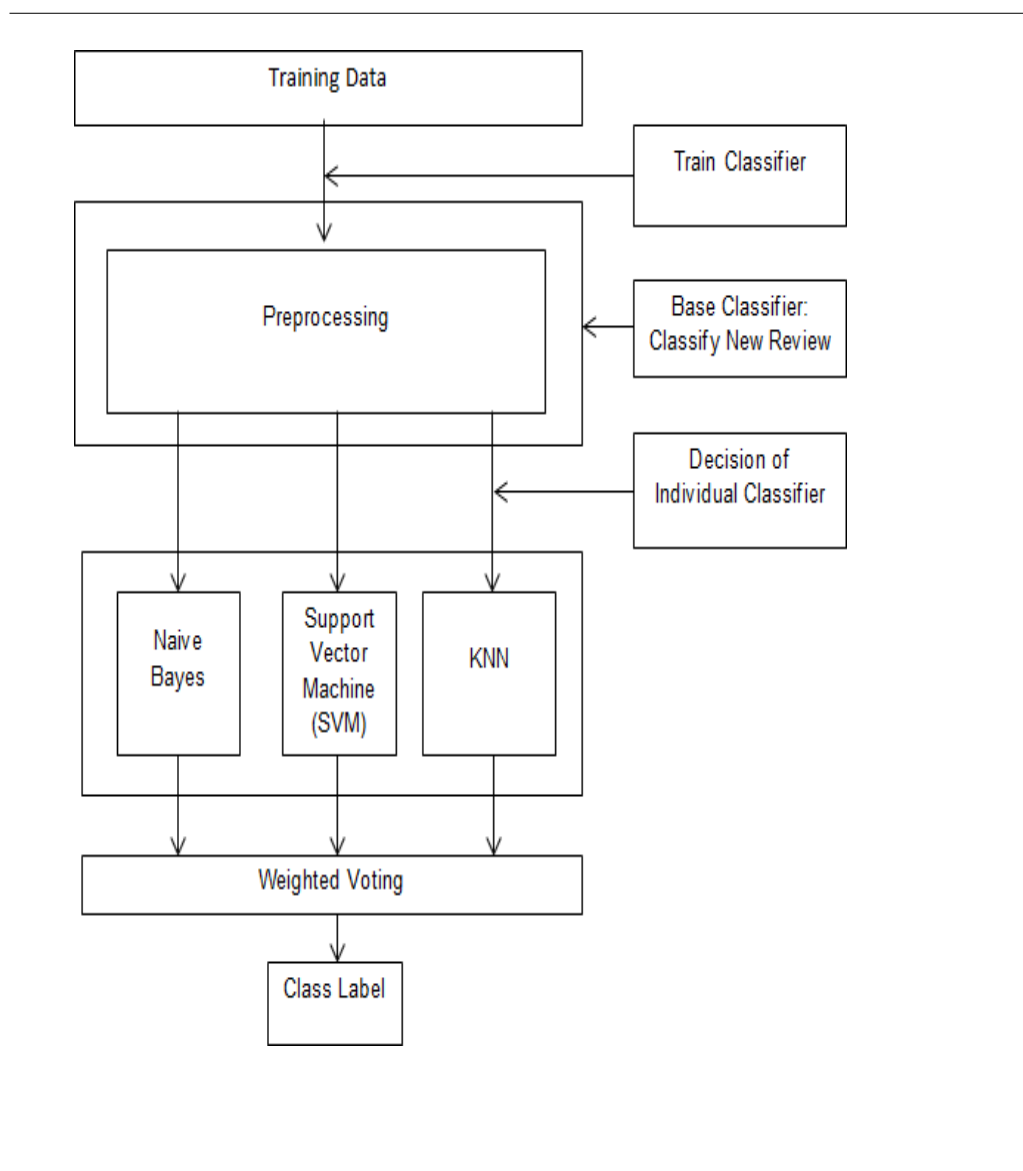 Training Data
Train Classifier
Preprocessing
Base Classifier:
Classify New Review
Decision of
Individual Classifier
Naive
Bayes
Support
Vector
Machine
(SVM)
KNN
Weighted Voting
Class Label